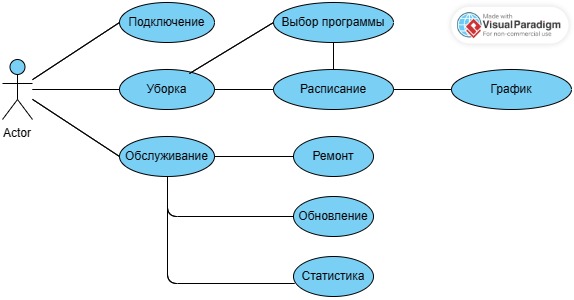 Подключение
Выбор программы
Made with
Visual Paradigm
For non-commercial use
Уборка
Расписание
График
Actor
Обслуживание
Ремонт
Обновление
Статистика